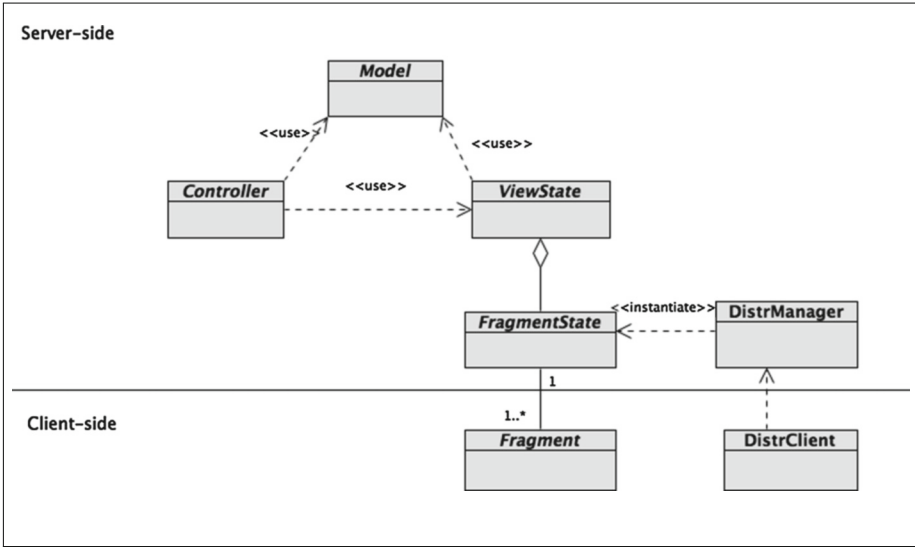 Server-side
Model
<<use>>
<<use>>
Controller
<<use>>
ViewState
<<instantiate>>
DistrManager
FragmentState
1
1..*
Client-side
Fragment
DistrClient